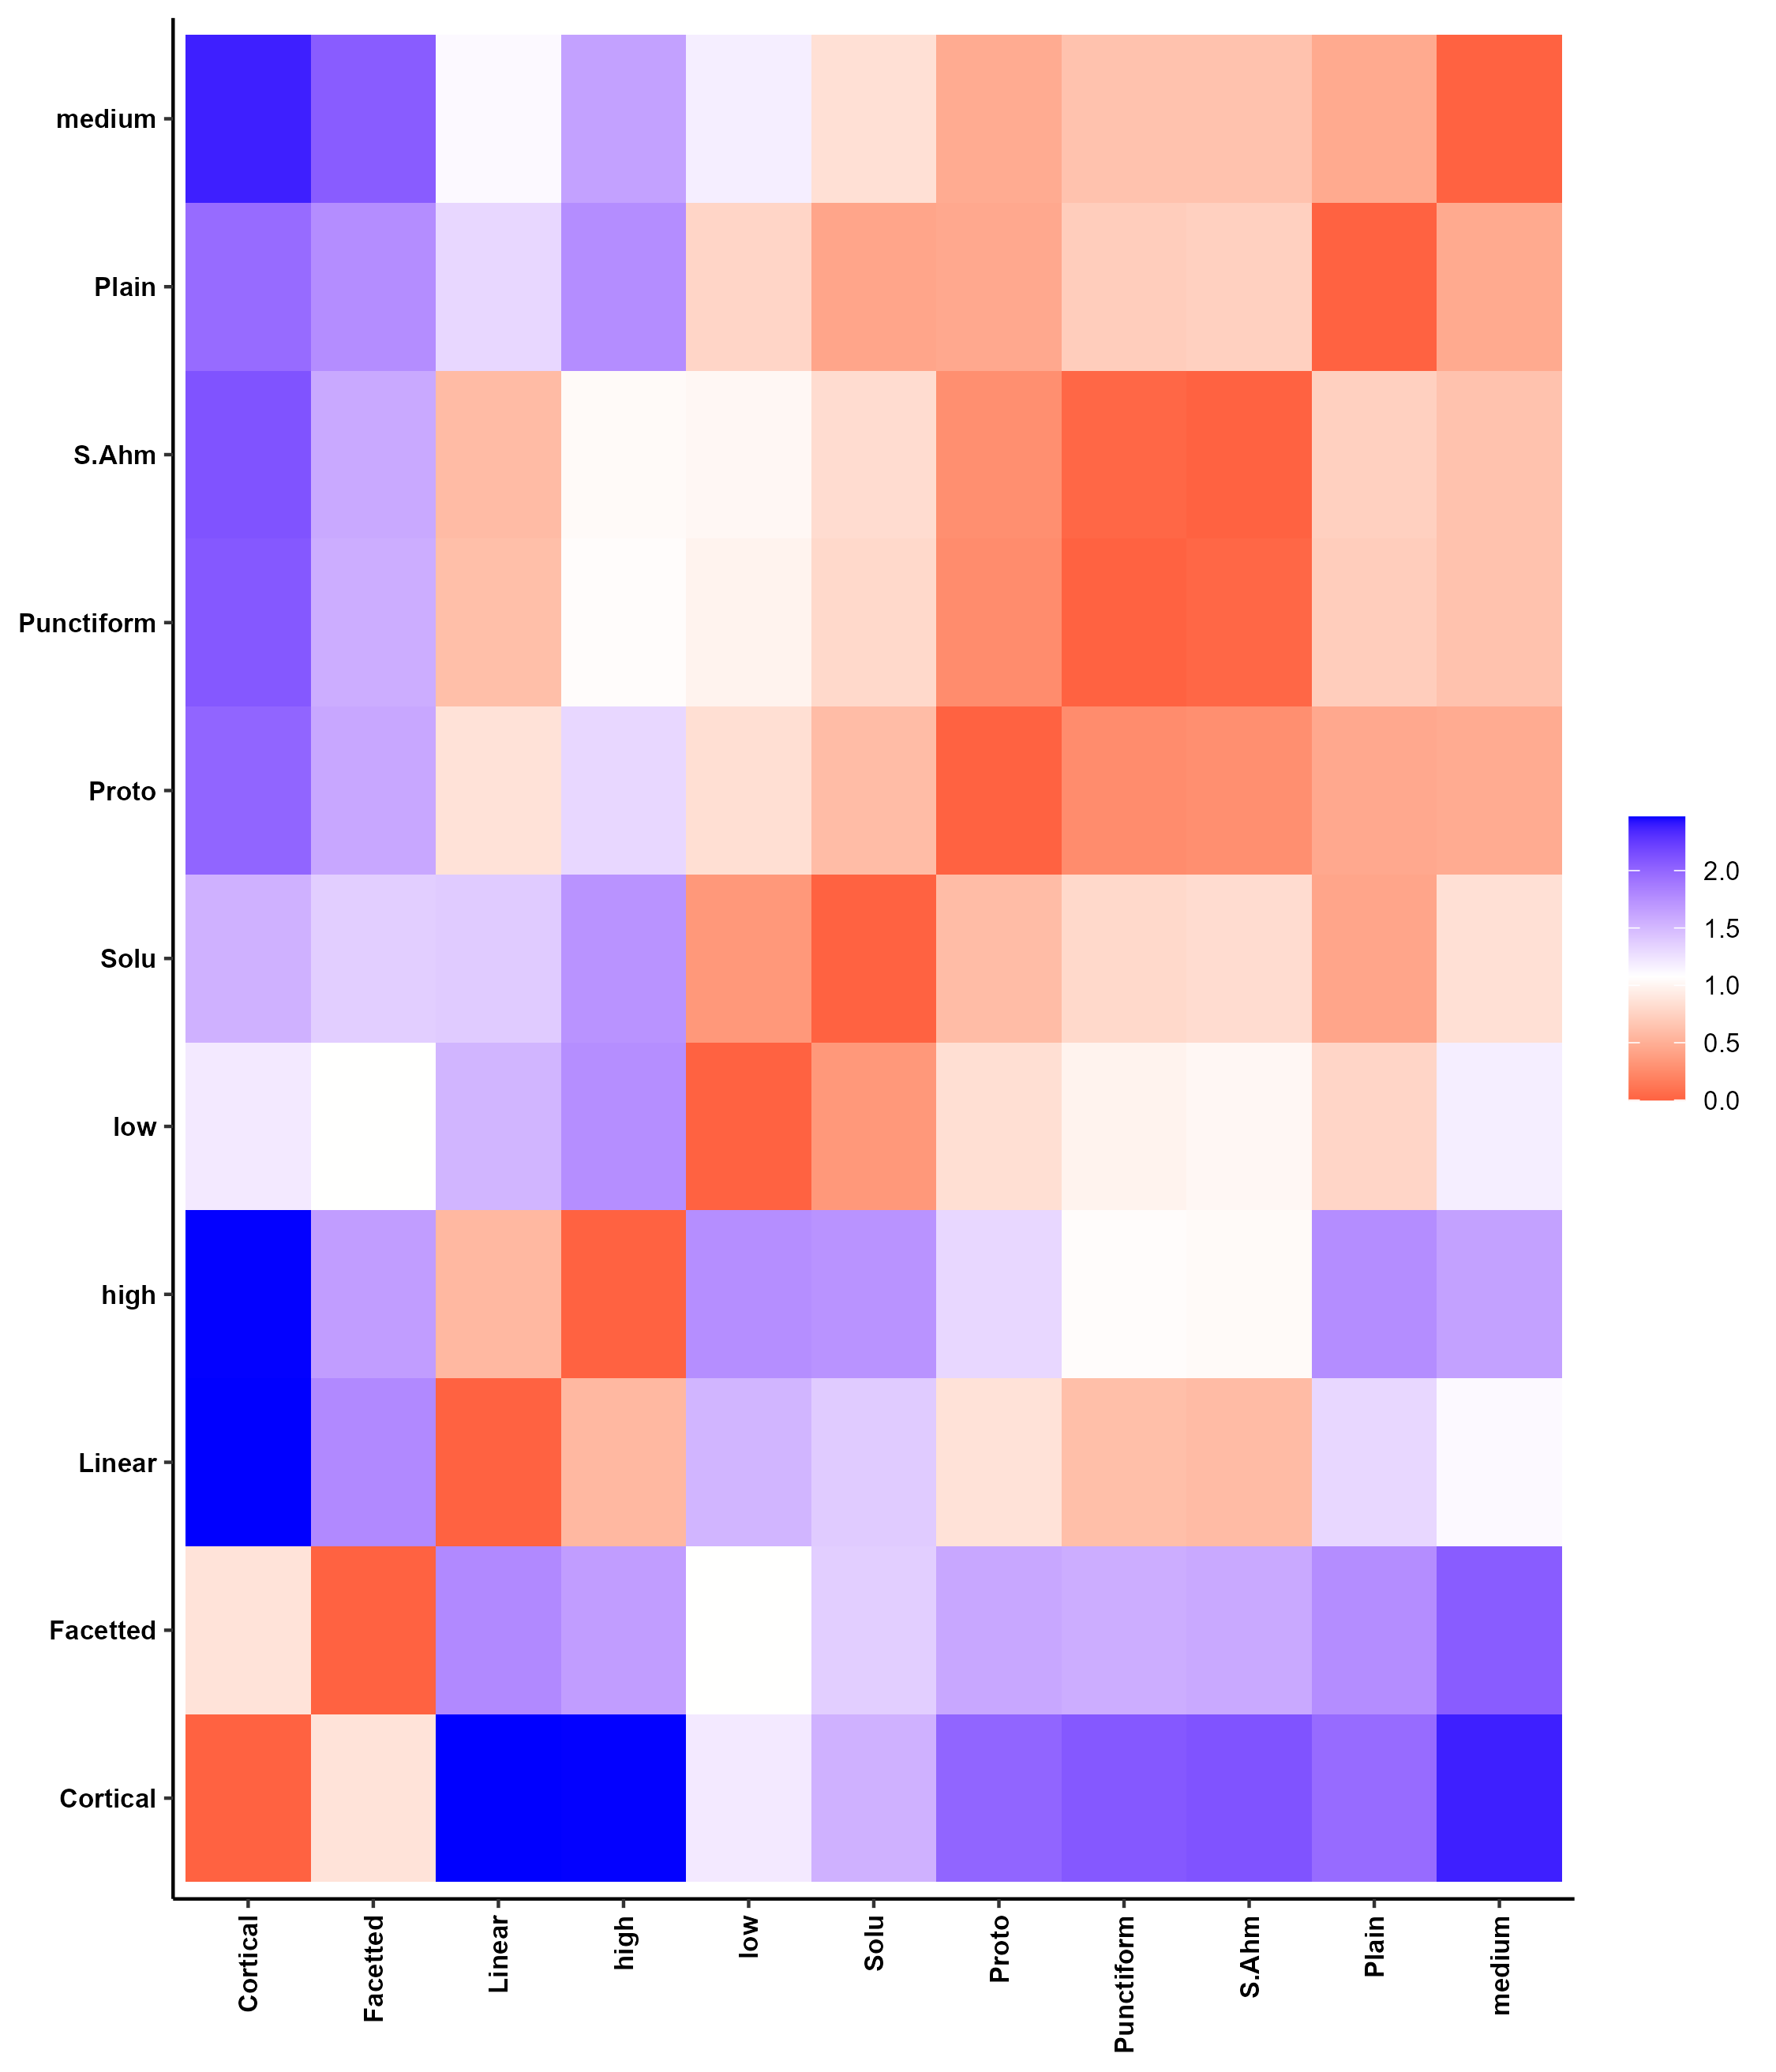 medium
Plain
S.Ahm
Punctiform
Proto
Solu
low
high
Linear
Facetted
Cortical
2.0
1.5
1.0
0.5
0.0
Cortical
Facetted
Linear
high
low
Solu
Proto
Punctiform
S.Ahm
Plain
medium